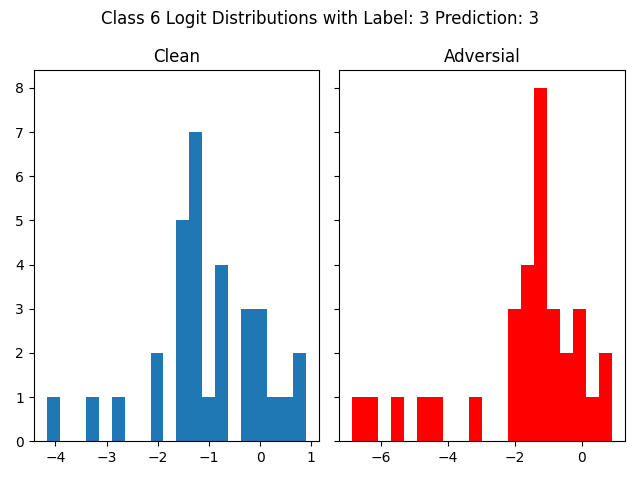 Class 6 Logit Distributions with Label: 3 Prediction: 3
Clean
Adversial
8
7
6
5
4
3
2
1
0
−4 −3 −2 −1 0 1
−6 −4 −2 0